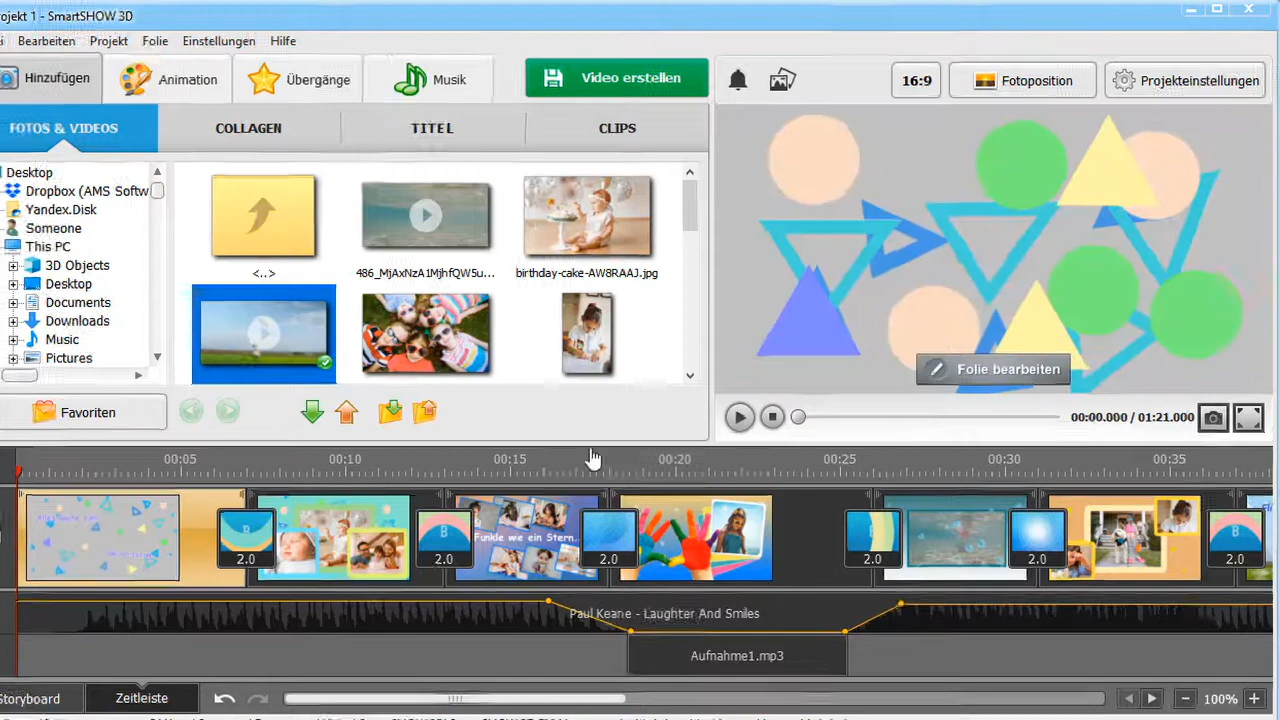 ojekt 1 - SmartSHOW 3D
ei Bearbeiten Projekt Folie Einstellungen Hilfe
Hinzufügen Animation Übergänge Musik Video erstellen
16:9 Fotoposition Projekteinstellungen
FOTOS & VIDEOS COLLAGEN TITEL CLIPS
Desktop
Dropbox (AMS Softw
Yandex.Disk
Someone
This PC
3D Objects
Desktop
Documents
Downloads
Music
Pictures
<..> 486_MjAxNzA1MjhfQW5u... birthday-cake-AW8RAAJ.jpg
Folie bearbeiten
Favoriten
00:00.000 / 01:21.000
00:05 00:10 00:15 00:20 00:25 00:30 00:35
Funkle wie ein Stern..
B B B
2.0 2.0 2.0 2.0 2.0 2.0
Paul Keane - Laughter And Smiles
Aufnahme1.mp3
Storyboard Zeitleiste 100%